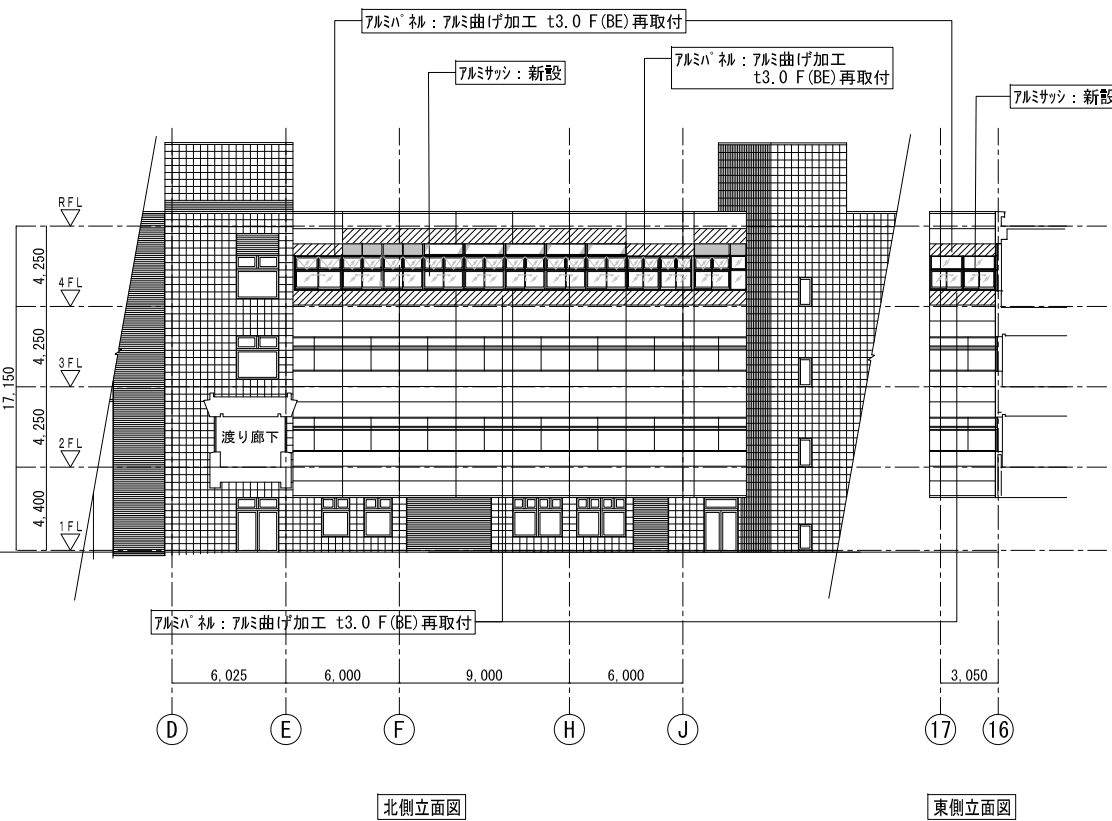 ｱﾙﾐﾊﾟﾈﾙ：ｱﾙﾐ曲げ加工 t3.0 F(BE)再取付
ｱﾙﾐｻｯｼ：新設
ｱﾙﾐﾊﾟﾈﾙ：ｱﾙﾐ曲げ加工
t3.0 F(BE)再取付
ｱﾙﾐｻｯｼ：新設
RFL
4,250
4FL
4,250
3FL
17,150
4,250
2FL
4,400
1FL
渡り廊下
ｱﾙﾐﾊﾟﾈﾙ：ｱﾙﾐ曲げ加工 t3.0 F(BE)再取付
6,025 6,000 9,000 6,000 3,050
D E F H J 17 16
北側立面図 東側立面図